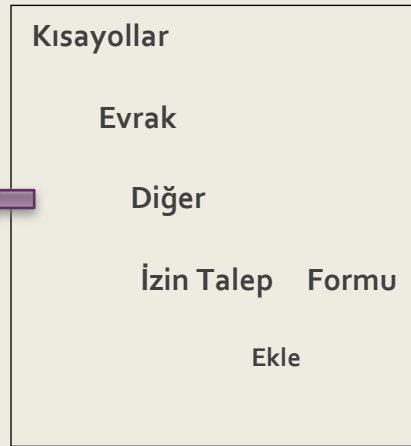 Kısayollar
Evrak
Diğer
İzin Talep Formu
Ekle